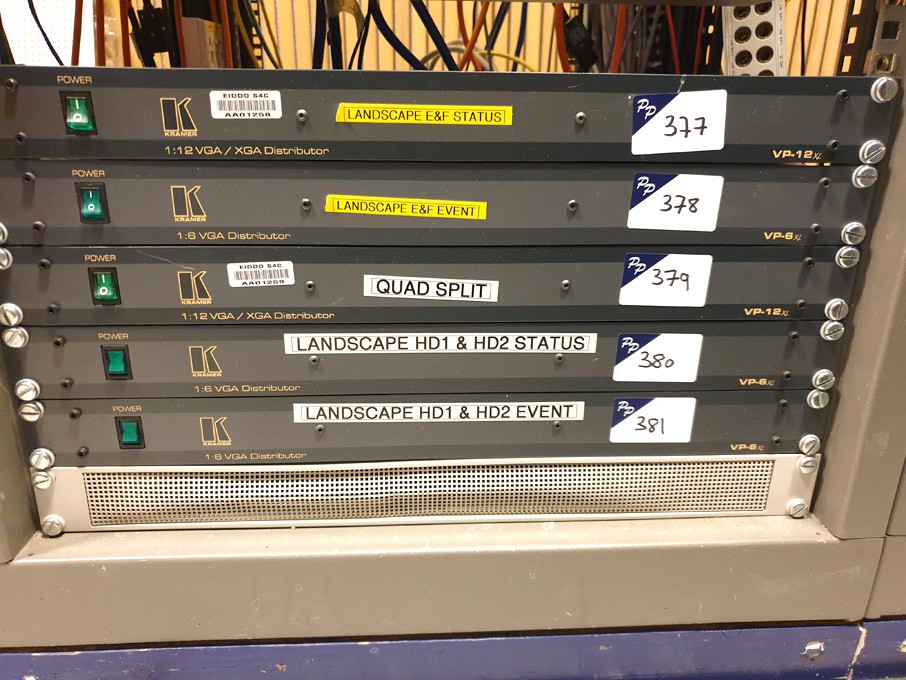 POWER
KRAMER
EIDDO S4C
AA01258
LANDSCAPE E&F STATUS
PP
377
1:12 VGA / XGA Distributor
VP-12XL
POWER
KRAMER
LANDSCAPE E&F EVENT
PP
378
1:6 VGA Distributor
VP-6XL
POWER
KRAMER
EIDDO S4C
AA01259
QUAD SPLIT
PP
379
1:12 VGA / XGA Distributor
VP-12XL
POWER
KRAMER
LANDSCAPE HD1 & HD2 STATUS
PP
380
1:6 VGA Distributor
VP-6XL
POWER
KRAMER
LANDSCAPE HD1 & HD2 EVENT
PP
381
1:6 VGA Distributor
VP-6XL